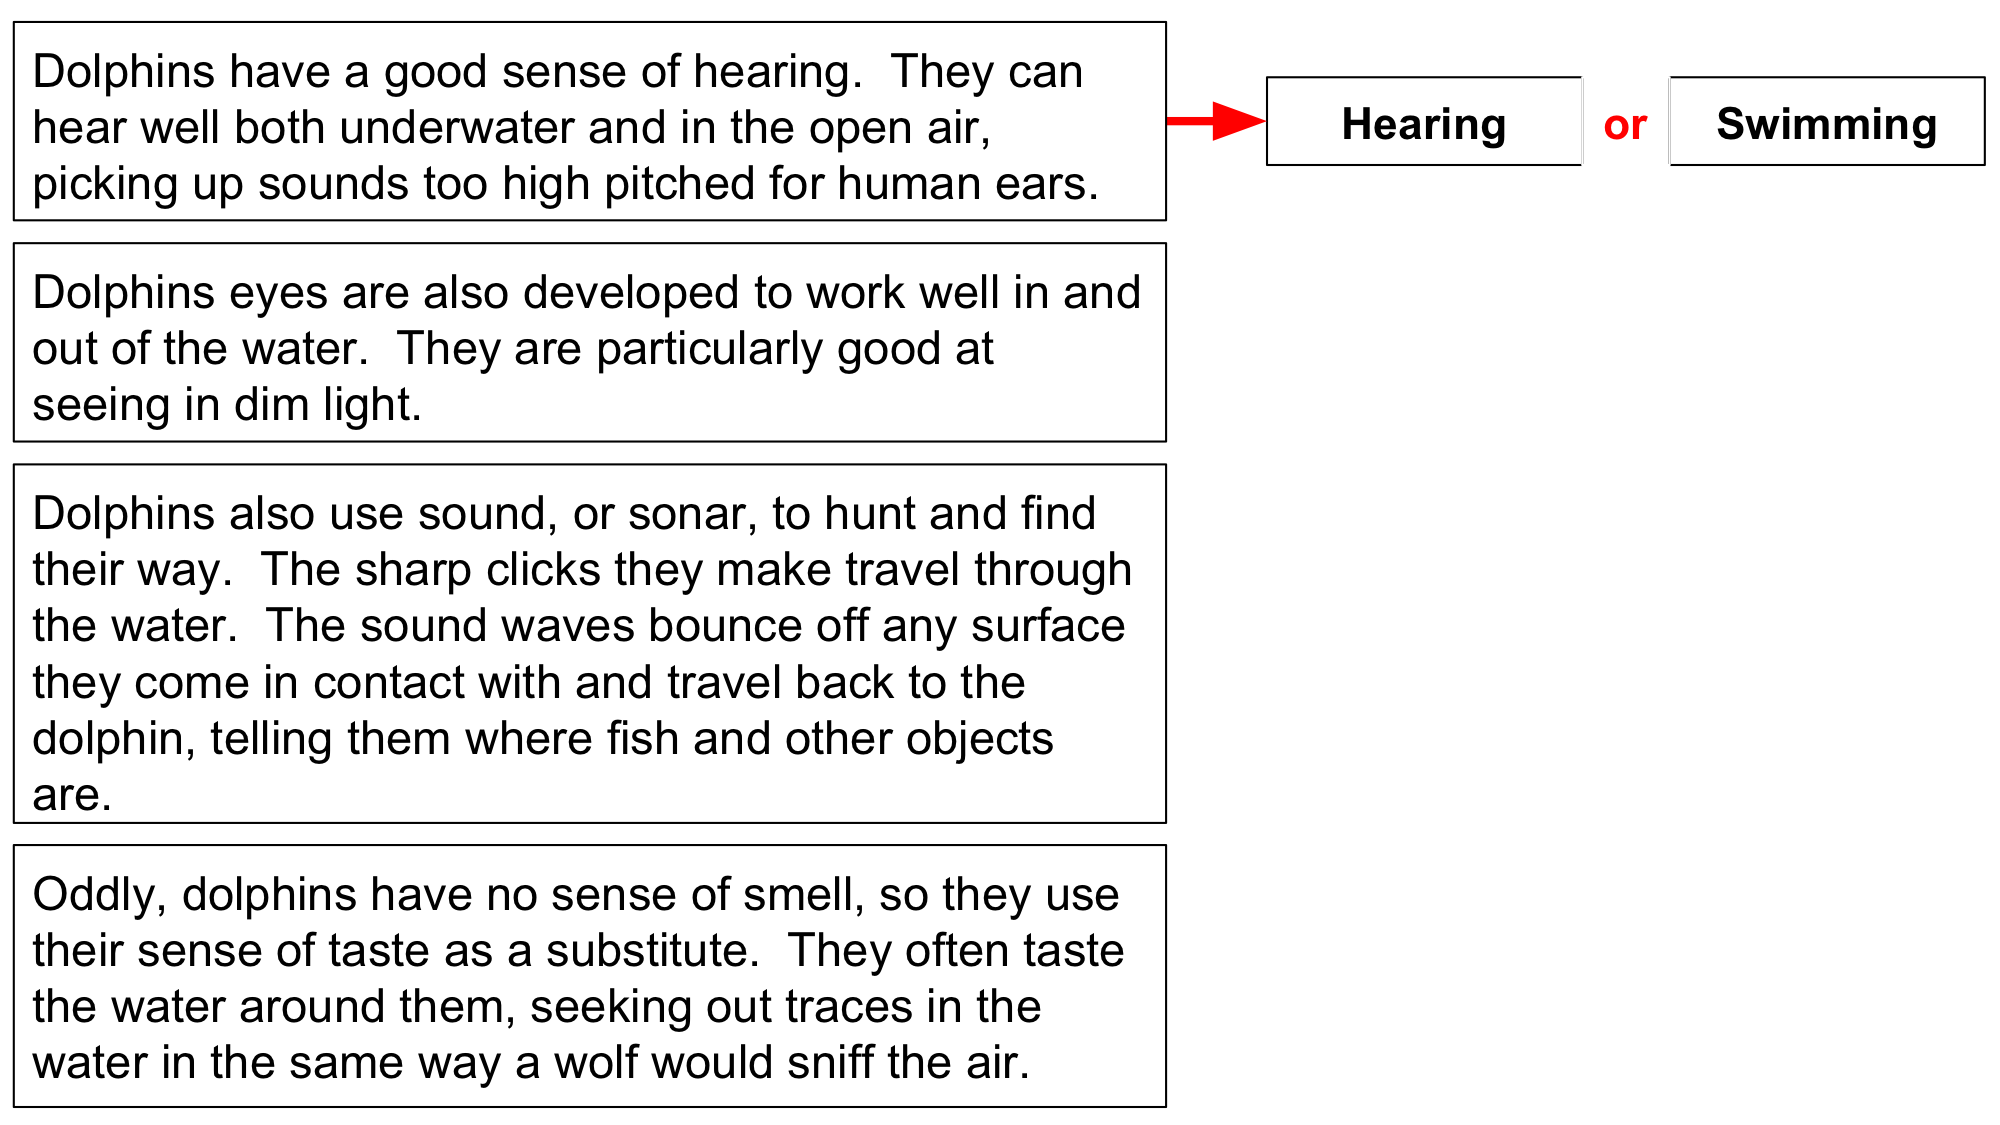 Dolphins have a good sense of hearing.  They can
hear well both underwater and in the open air,
picking up sounds too high pitched for human ears.
Hearing or Swimming
Dolphins eyes are also developed to work well in and
out of the water.  They are particularly good at
seeing in dim light.
Dolphins also use sound, or sonar, to hunt and find
their way.  The sharp clicks they make travel through
the water.  The sound waves bounce off any surface
they come in contact with and travel back to the
dolphin, telling them where fish and other objects
are.
Oddly, dolphins have no sense of smell, so they use
their sense of taste as a substitute.  They often taste
the water around them, seeking out traces in the
water in the same way a wolf would sniff the air.